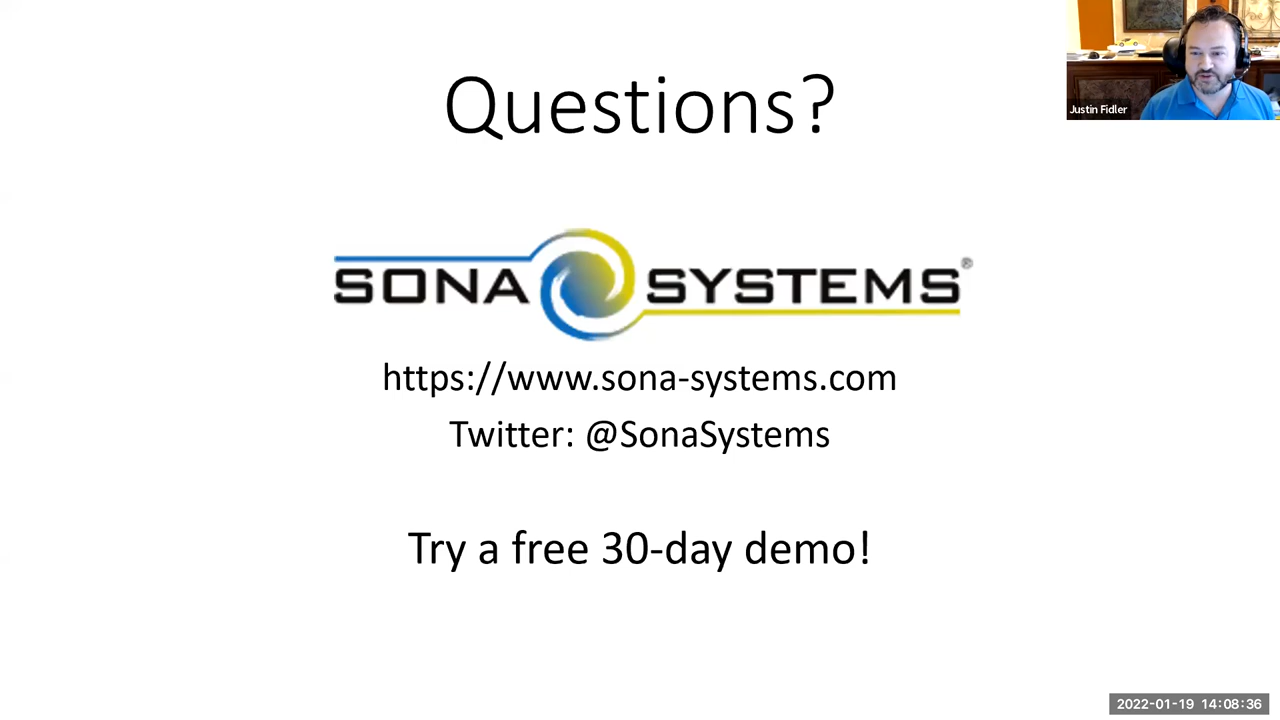 Questions?
Justin Fidler
SONA SYSTEMS®
https://www.sona-systems.com
Twitter: @SonaSystems
Try a free 30-day demo!
2022-01-19 14:08:36